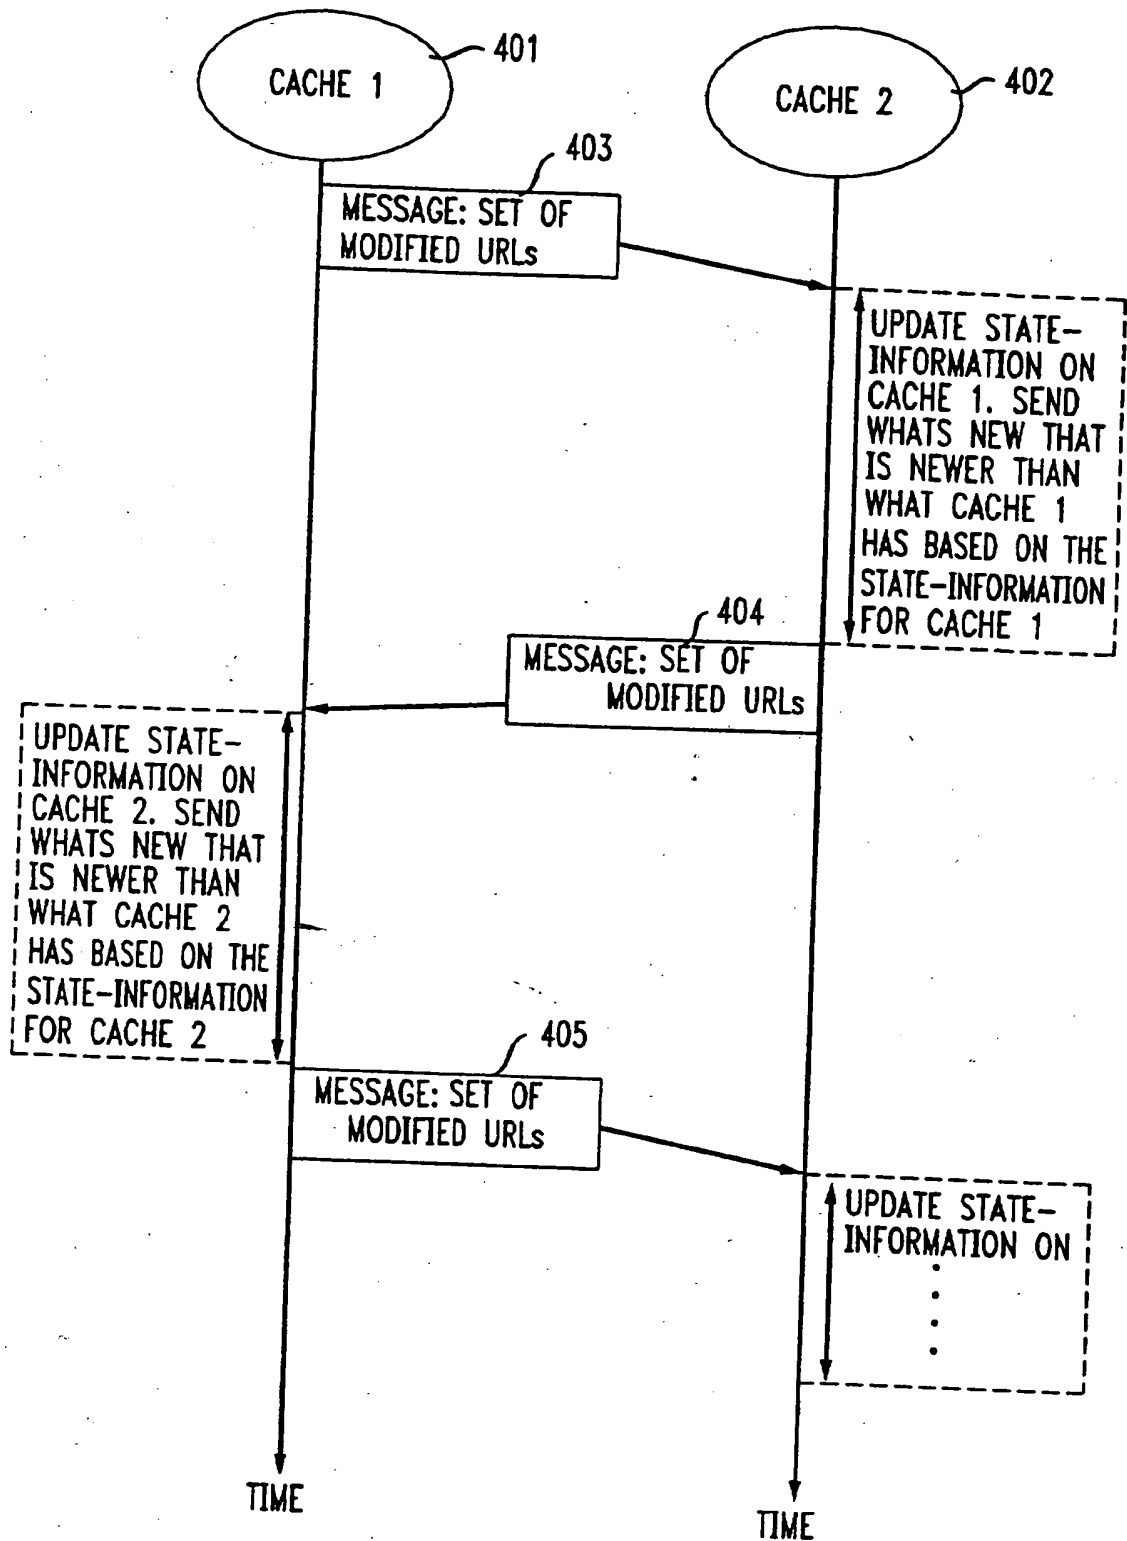 401
CACHE 1
402
CACHE 2
403
MESSAGE: SET OF
MODIFIED URLs
UPDATE STATE-
INFORMATION ON
CACHE 1. SEND
WHATS NEW THAT
IS NEWER THAN
WHAT CACHE 1
HAS BASED ON THE
STATE-INFORMATION
FOR CACHE 1
404
MESSAGE: SET OF
MODIFIED URLs
UPDATE STATE-
INFORMATION ON
CACHE 2. SEND
WHATS NEW THAT
IS NEWER THAN
WHAT CACHE 2
HAS BASED ON THE
STATE-INFORMATION
FOR CACHE 2
405
MESSAGE: SET OF
MODIFIED URLs
UPDATE STATE-
INFORMATION ON
TIME
TIME